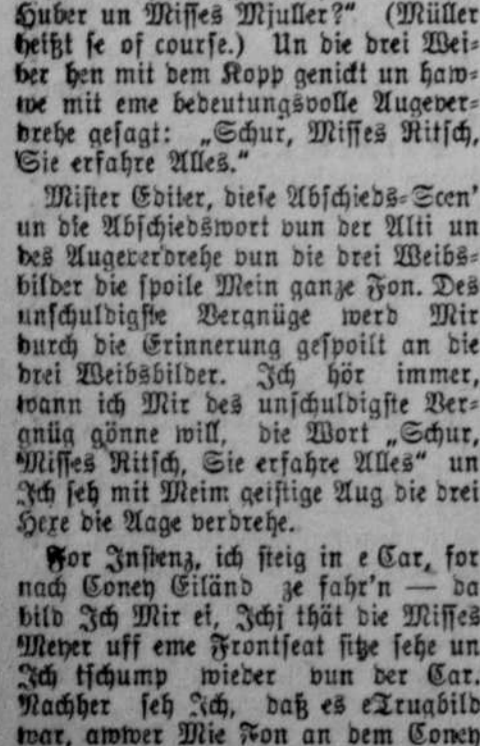 Huber un Misses Mjuller?“ (Müller
heißt se of course.) Un die drei Wei-
ber hen mit dem Kopp genickt un haw-
we mit eme bedeutungsvolle Augever-
drehe gesagt: „Schur, Misses Ritsch,
Sie erfahre Alles.“
Mister Editer, diese Abschieds-Scen'
un die Abschiedswort vun der Alti un
des Augeverdrehe vun die drei Weibs-
bilder die spoile Mein ganze Fon. Des
unschuldigste Vergnüge werd Mir
durch die Erinnerung gespoilt an die
drei Weibsbilder. Ich hör immer,
wann ich Mir des unschuldigste Ver-
gnüg gönne will, die Wort „Schur,
Misses Ritsch, Sie erfahre Alles“ un
Ich seh mit Meim geistige Aug die drei
Hexe die Aage verdrehe.
For Instenz, ich steig in e Car, for
nach Coney Eiländ ze fahr'n — da
bild Ich Mir ei, Ichj thät die Misses
Meyer uff eme Frontseat sitze sehe un
Ich tschump wieder vun der Car.
Nachher seh Ich, daß es eTrugbild
war, awwer Mie Fon an dem Coney